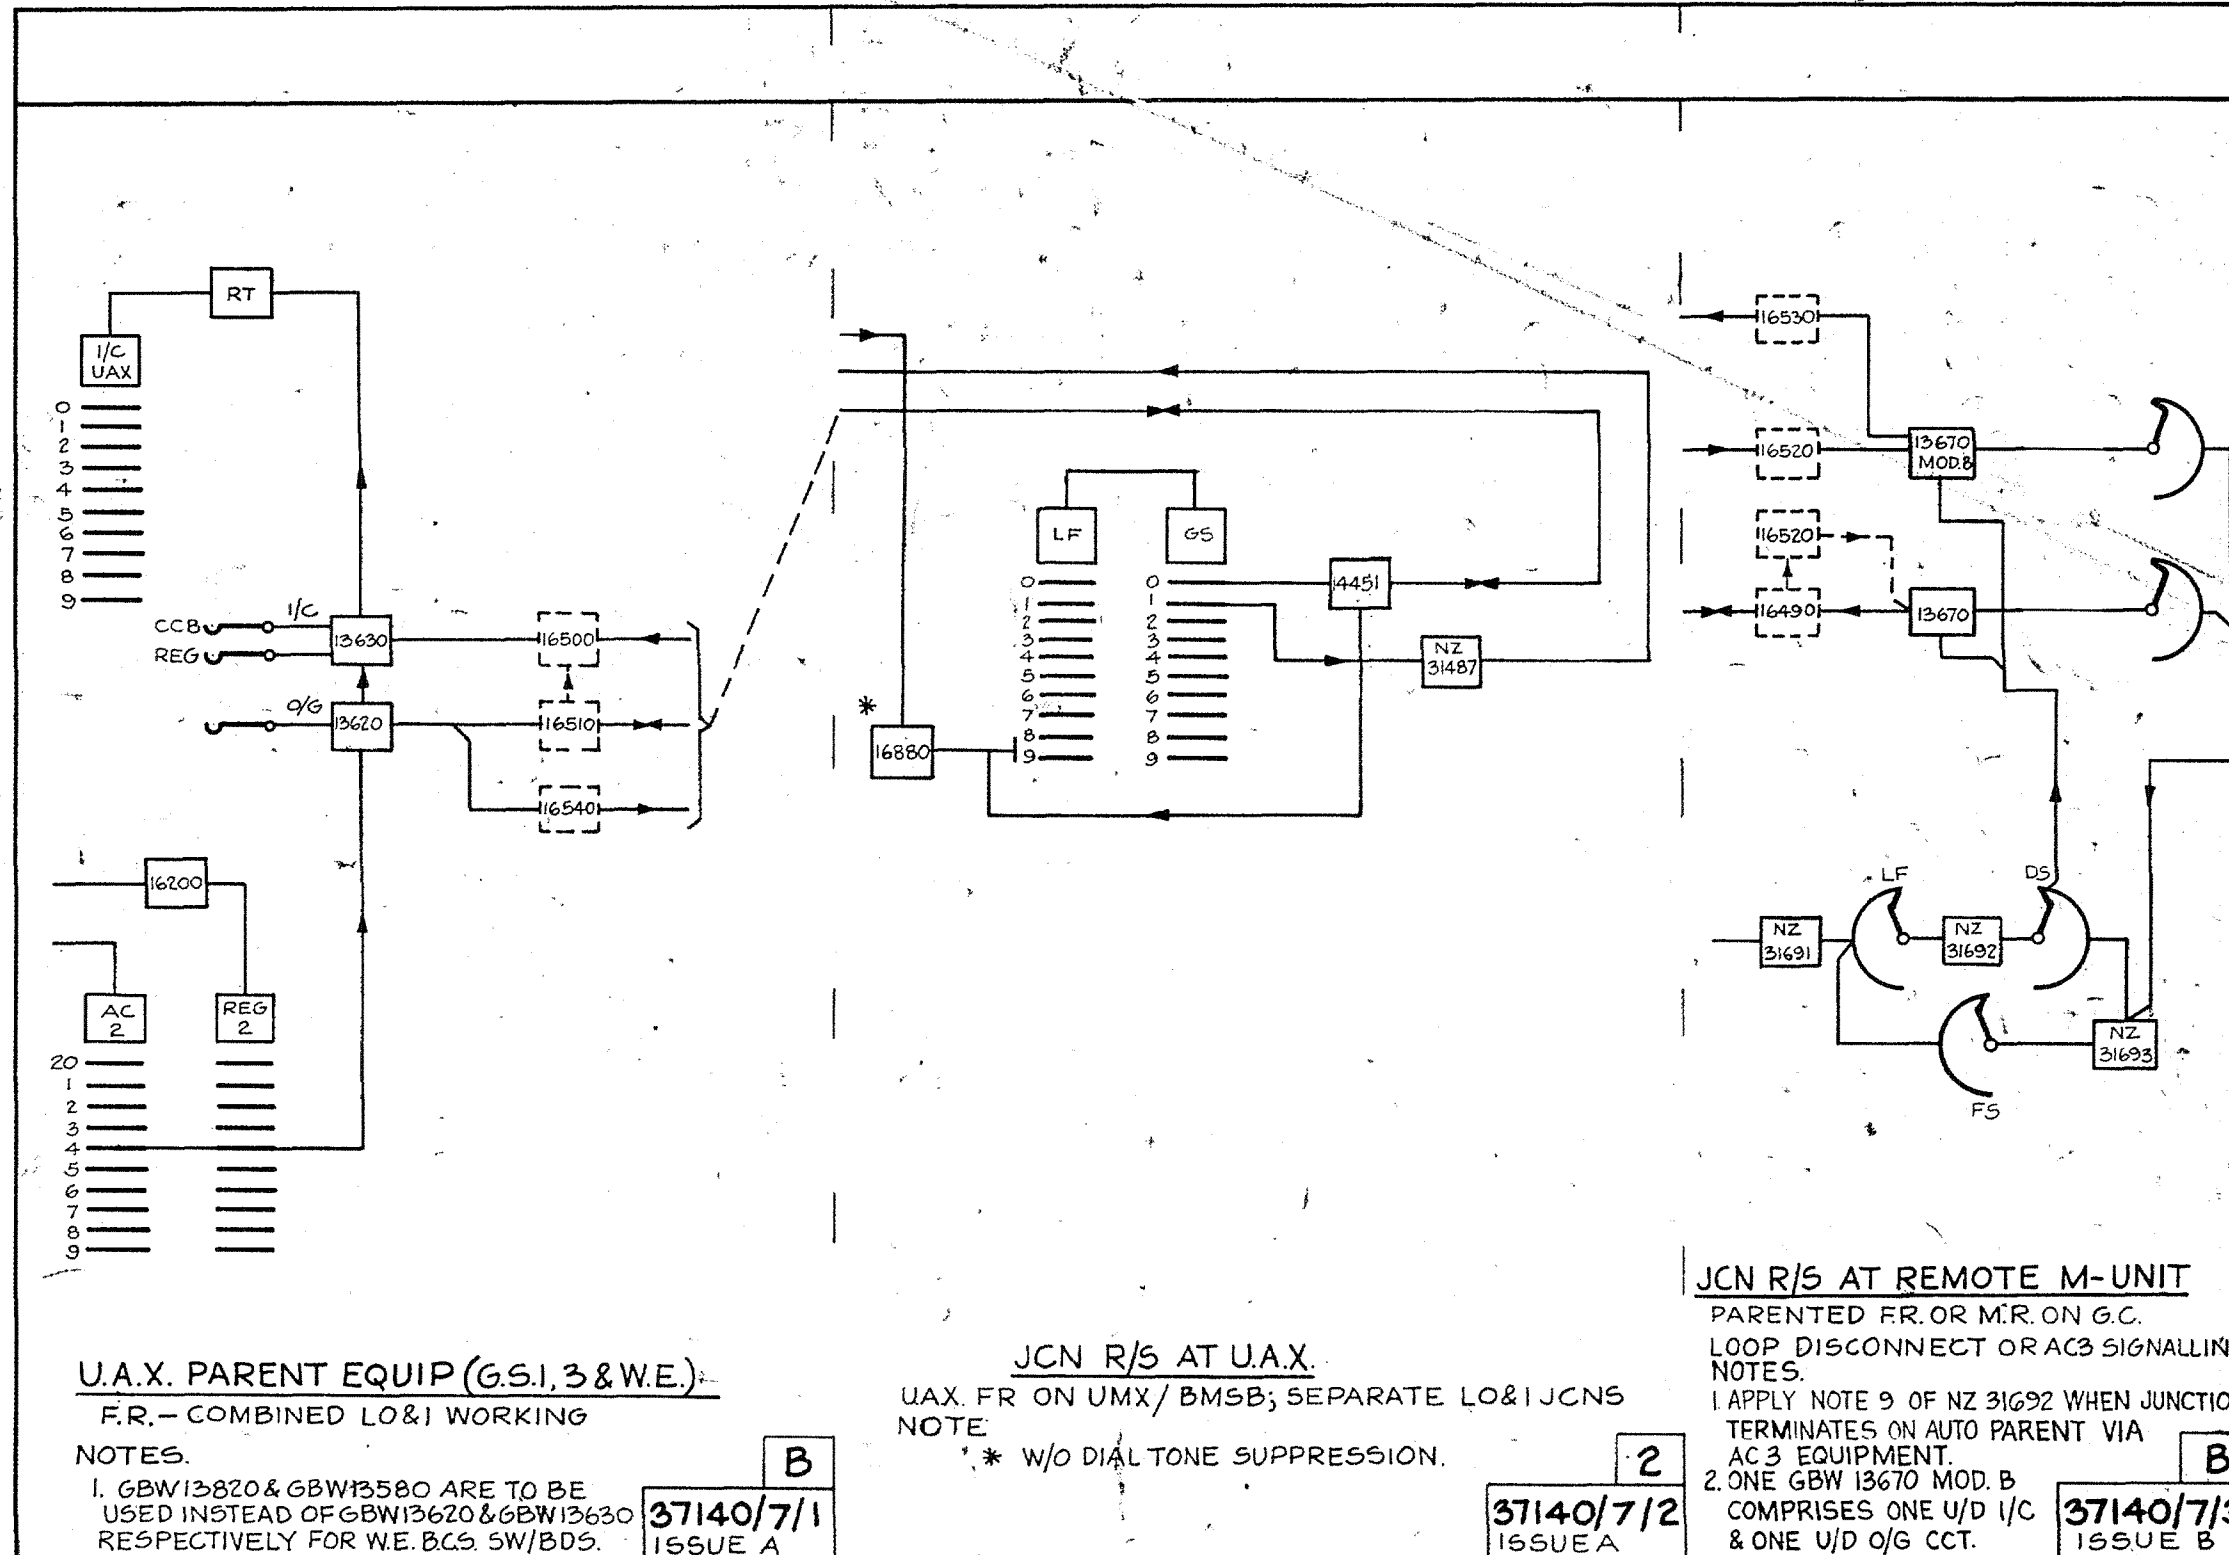 RT
I/C
UAX
0
1
2
3
4
5
6
7
8
9
CCB
I/C
REG
13630
16500
O/G
13620
16510
16540
16200
AC
2
REG
2
20
1
2
3
4
5
6
7
8
9
U.A.X. PARENT EQUIP (G.S.1, 3 & W.E.)
F.R.- COMBINED LO&I WORKING
NOTES.
1. GBW13820 & GBW13580 ARE TO BE
USED INSTEAD OF GBW13620 & GBW13630
RESPECTIVELY FOR W.E. B.C.S. SW/BDS.
B
37140/7/1
ISSUE A
LF
GS
0
1
2
3
4
5
6
7
8
9
0
1
2
3
4
5
6
7
8
9
14451
NZ
31487
*
16880
JCN R/S AT U.A.X.
UAX. FR ON UMX/BMSB; SEPARATE LO&I JCNS
NOTE
* W/O DIAL TONE SUPPRESSION.
2
37140/7/2
ISSUE A
16530
16520
13670
MOD.B
16520
16490
13670
LF
DS
NZ
31691
NZ
31692
NZ
31693
FS
JCN R/S AT REMOTE M-UNIT
PARENTED F.R. OR M.R. ON G.C.
LOOP DISCONNECT OR AC3 SIGNALLIN
NOTES.
1. APPLY NOTE 9 OF NZ 31692 WHEN JUNCTIO
TERMINATES ON AUTO PARENT VIA
AC 3 EQUIPMENT.
2. ONE GBW 13670 MOD. B
COMPRISES ONE U/D I/C
& ONE U/D O/G CCT.
B
37140/7/3
ISSUE B